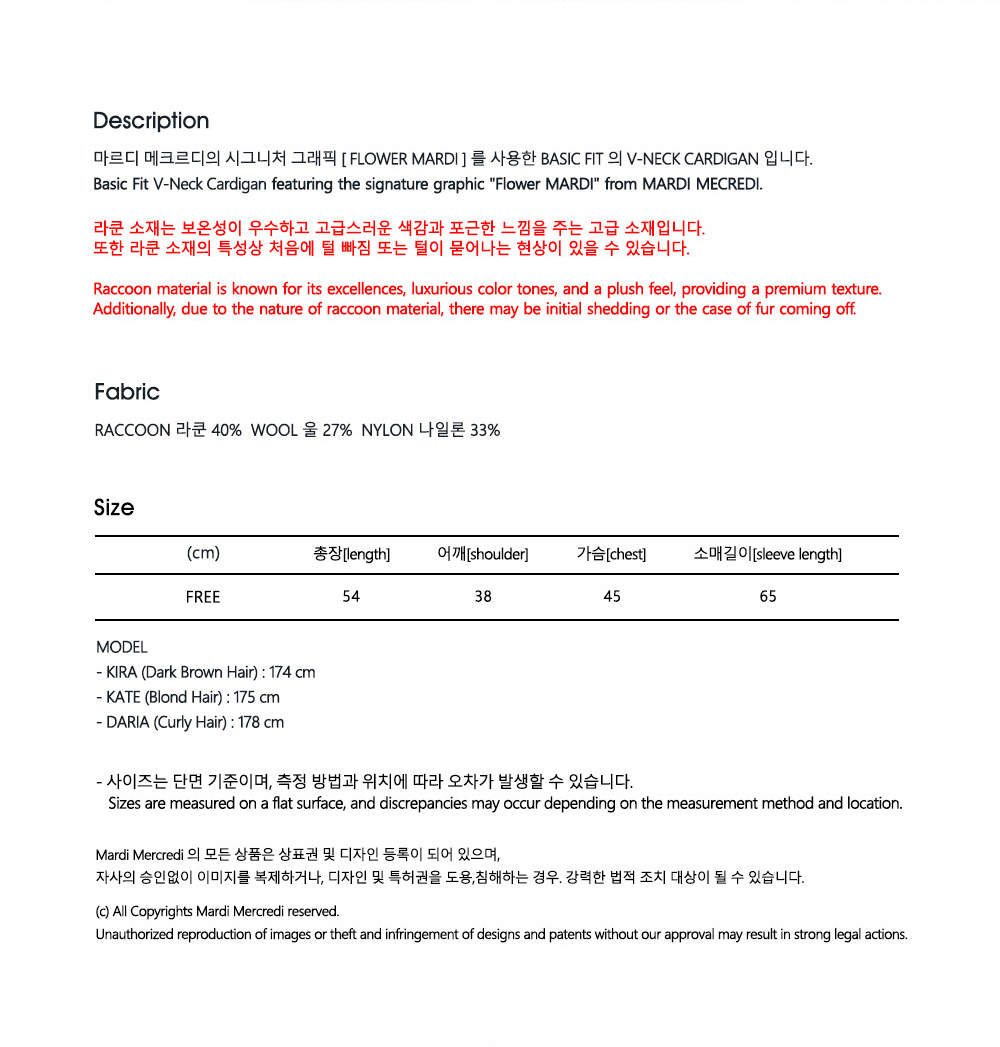 Description
마르디 메크르디의 시그니처 그래픽 [ FLOWER MARDI ] 를 사용한 BASIC FIT 의 V-NECK CARDIGAN 입니다.
Basic Fit V-Neck Cardigan featuring the signature graphic "Flower MARDI" from MARDI MECREDI.
라쿤 소재는 보온성이 우수하고 고급스러운 색감과 포근한 느낌을 주는 고급 소재입니다.
또한 라쿤 소재의 특성상 처음에 털 빠짐 또는 털이 묻어나는 현상이 있을 수 있습니다.
Raccoon material is known for its excellences, luxurious color tones, and a plush feel, providing a premium texture.
Additionally, due to the nature of raccoon material, there may be initial shedding or the case of fur coming off.
Fabric
RACCOON 라쿤 40% WOOL 울 27% NYLON 나일론 33%
Size
(cm) 총장[length] 어깨[shoulder] 가슴[chest] 소매길이[sleeve length]
FREE 54 38 45 65
MODEL
- KIRA (Dark Brown Hair) : 174 cm
- KATE (Blond Hair) : 175 cm
- DARIA (Curly Hair) : 178 cm
- 사이즈는 단면 기준이며, 측정 방법과 위치에 따라 오차가 발생할 수 있습니다.
Sizes are measured on a flat surface, and discrepancies may occur depending on the measurement method and location.
Mardi Mercredi 의 모든 상품은 상표권 및 디자인 등록이 되어 있으며,
자사의 승인없이 이미지를 복제하거나, 디자인 및 특허권을 도용,침해하는 경우. 강력한 법적 조치 대상이 될 수 있습니다.
(c) All Copyrights Mardi Mercredi reserved.
Unauthorized reproduction of images or theft and infringement of designs and patents without our approval may result in strong legal actions.